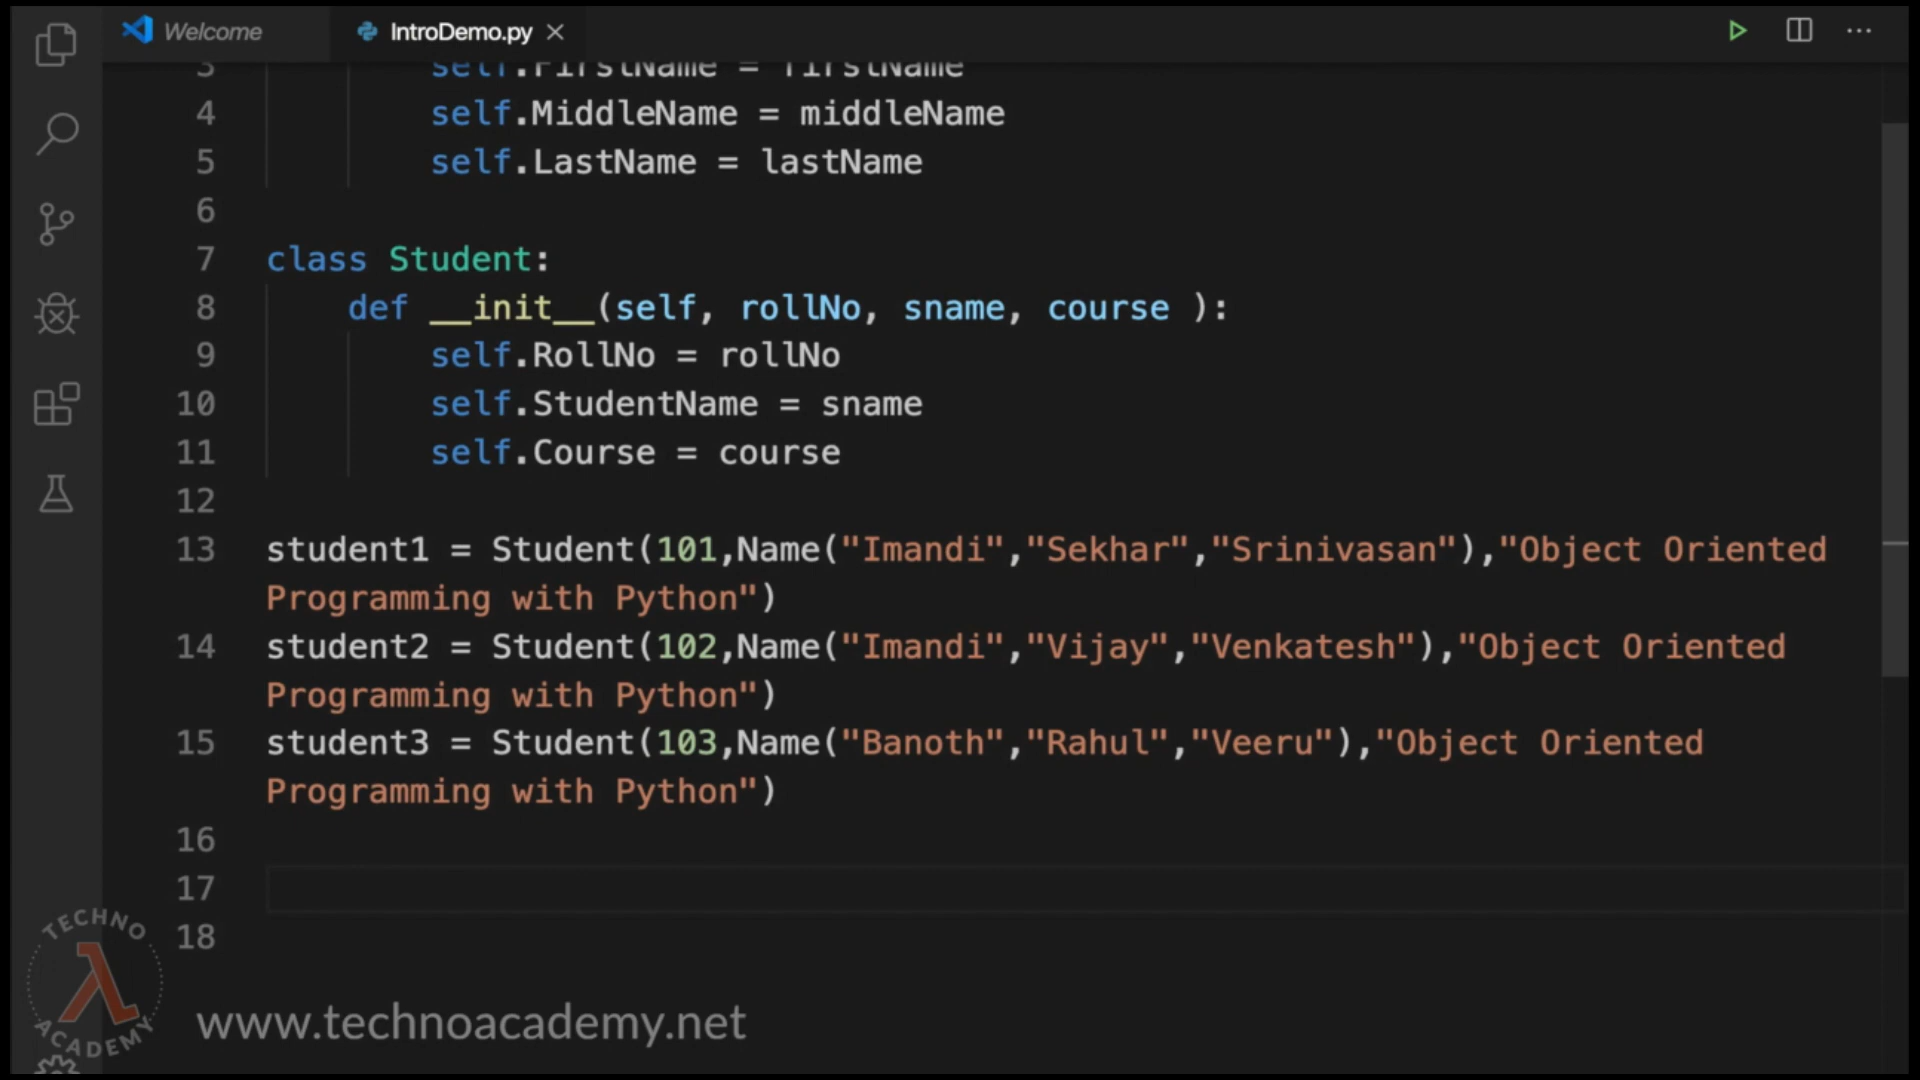 Welcome
IntroDemo.py
3 self.FirstName = firstName
4 self.MiddleName = middleName
5 self.LastName = lastName
6
7 class Student:
8 def __init__(self, rollNo, sname, course ):
9 self.RollNo = rollNo
10 self.StudentName = sname
11 self.Course = course
12
13 student1 = Student(101,Name("Imandi","Sekhar","Srinivasan"),"Object Oriented
Programming with Python")
14 student2 = Student(102,Name("Imandi","Vijay","Venkatesh"),"Object Oriented
Programming with Python")
15 student3 = Student(103,Name("Banoth","Rahul","Veeru"),"Object Oriented
Programming with Python")
16
17
18
TECHNO
λ
ACADEMY
www.technoacademy.net